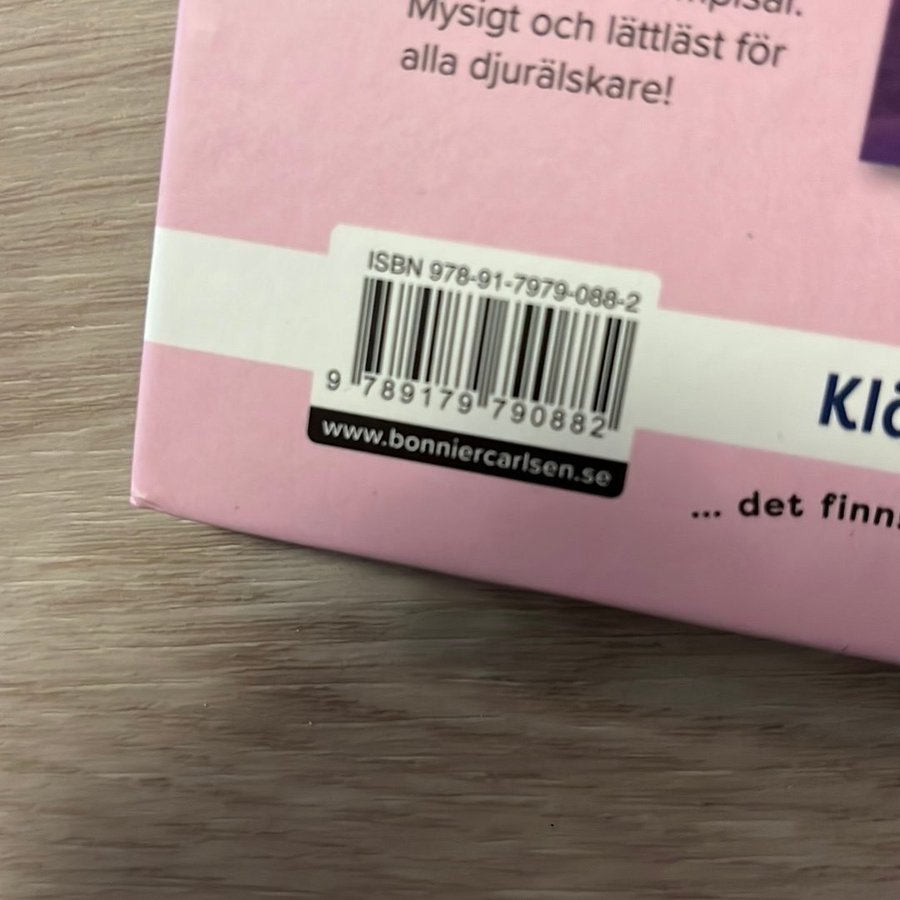 Mysigt och lättläst för
alla djurälskare!
ISBN 978-91-7979-088-2
9 789179 790882
www.bonniercarlsen.se
... det finn